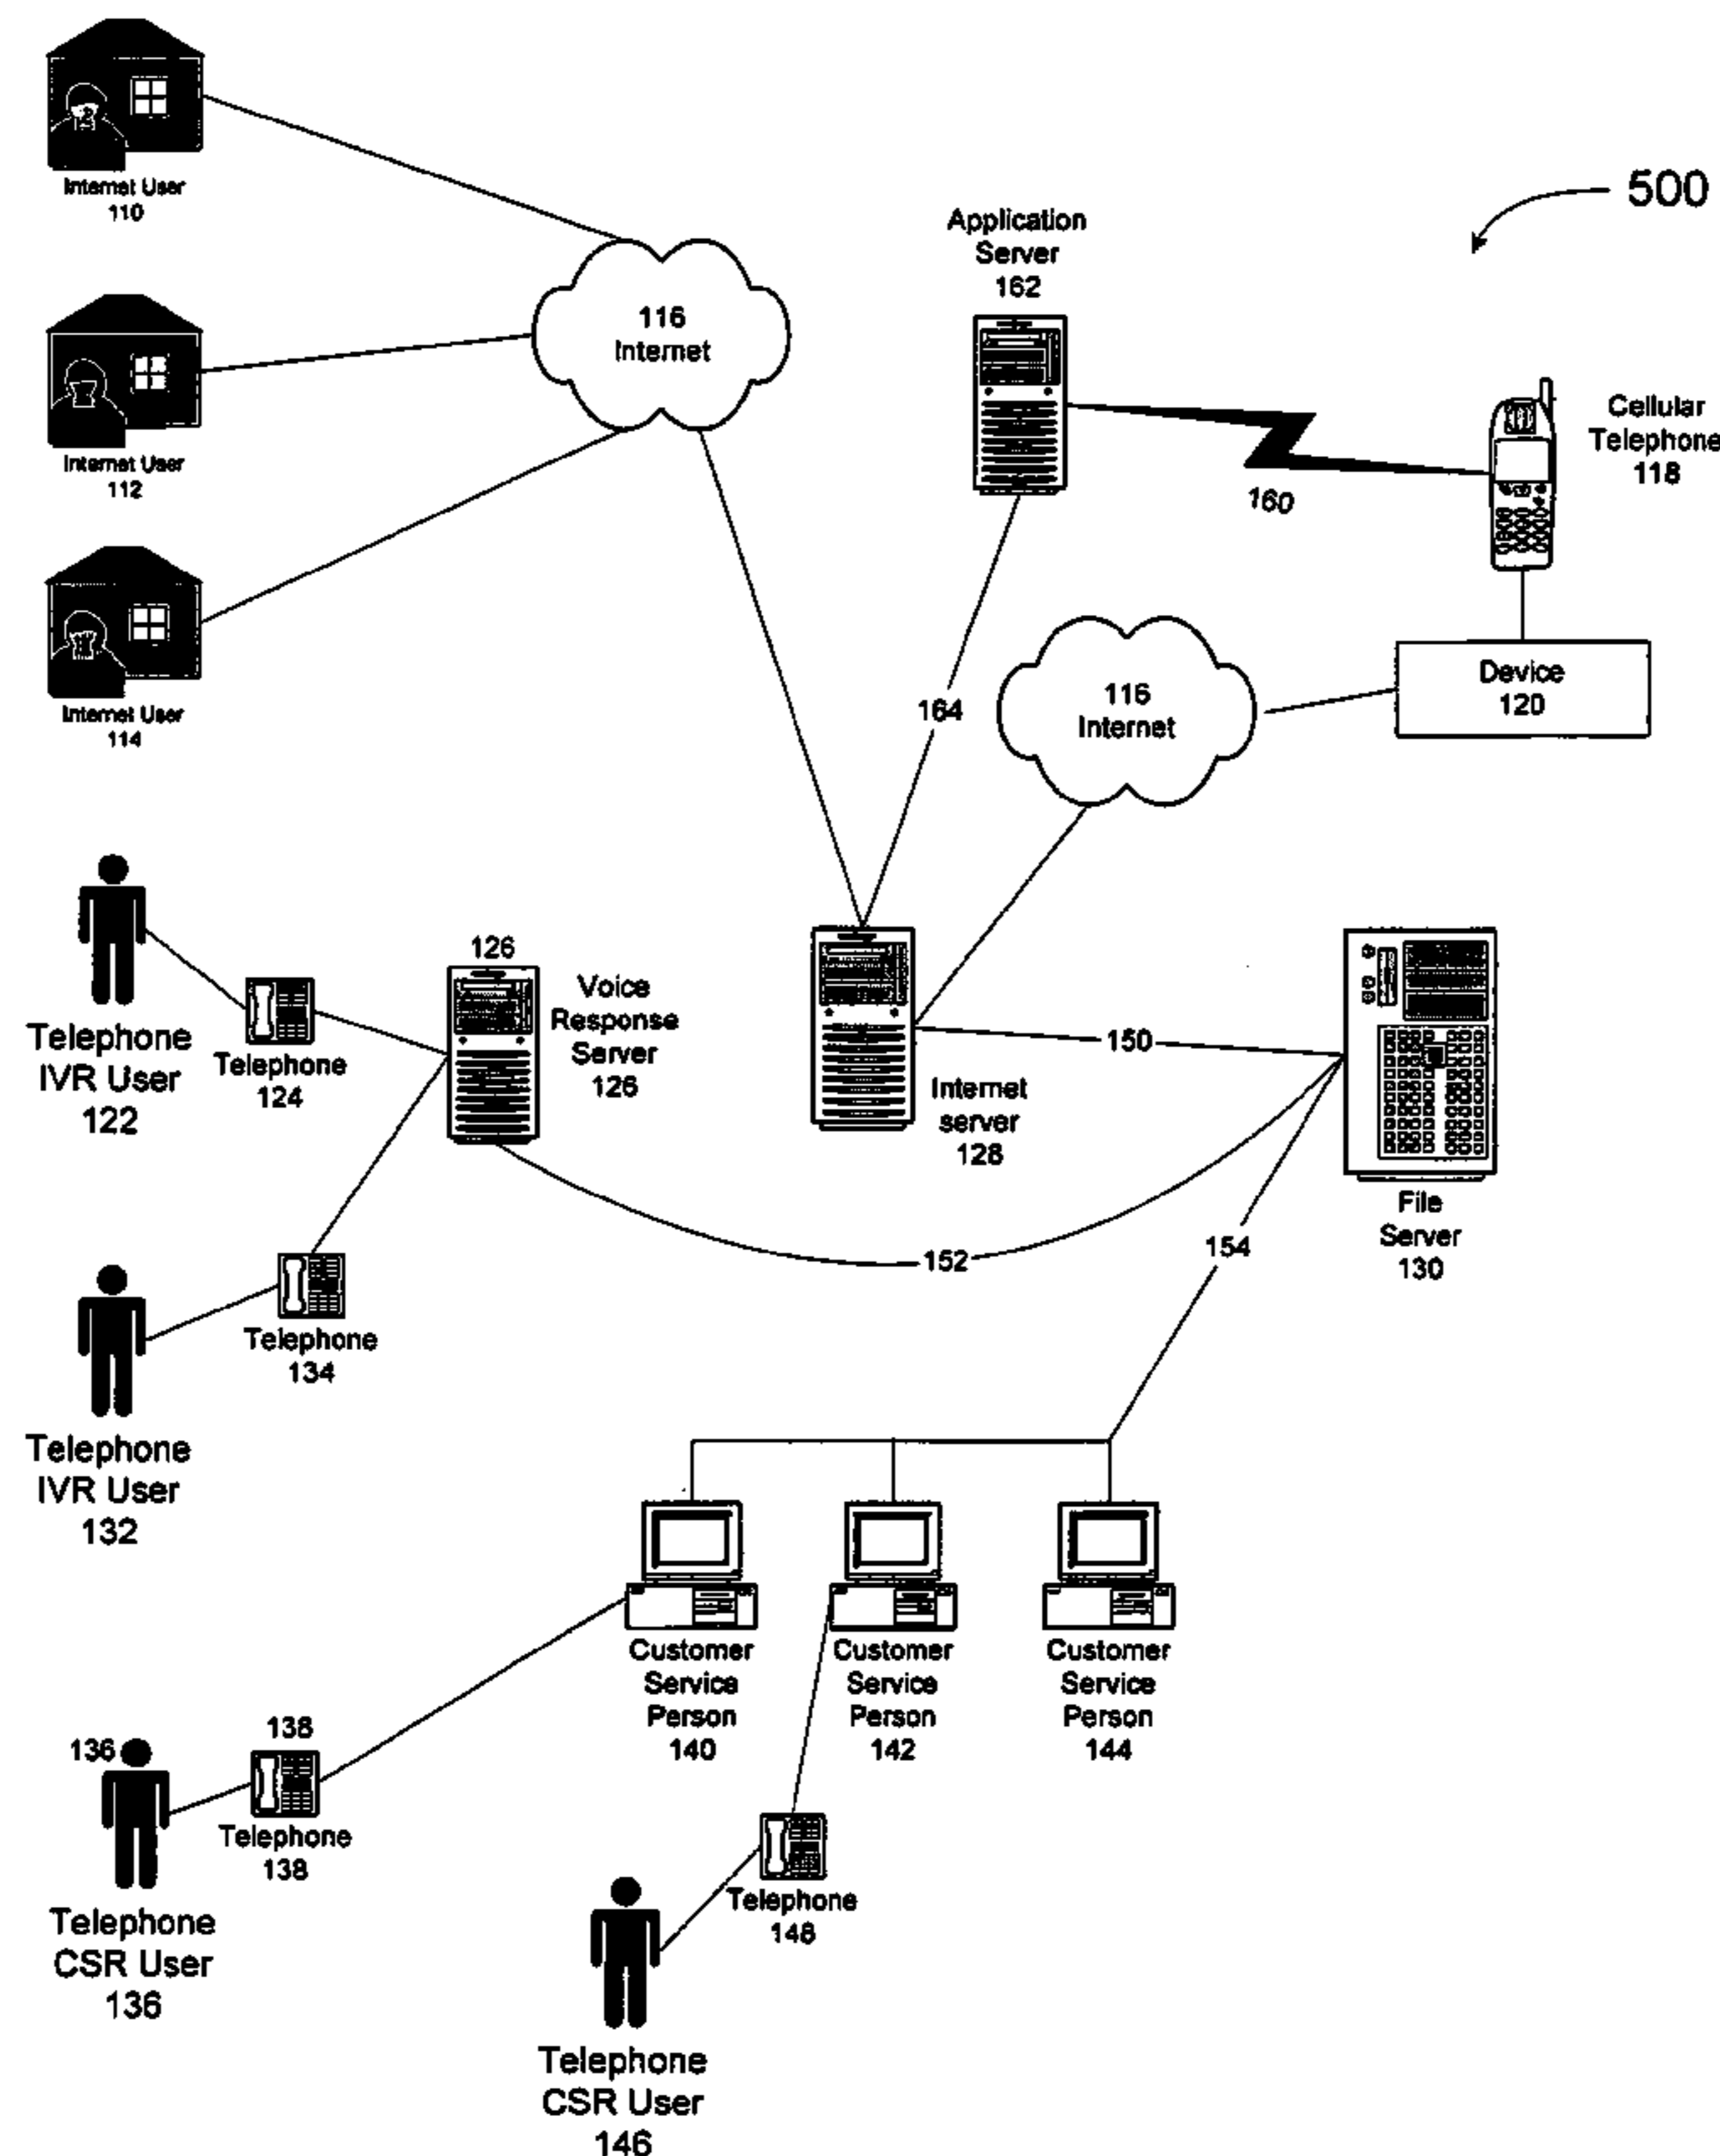 Internet User
110
500
Application
Server
162
116
Internet
Internet User
112
Cellular
Telephone
118
160
Internet User
114
164
116
Internet
Device
120
Telephone
IVR User
122
Telephone
124
126
Voice
Response
Server
126
Internet
server
128
150
File
Server
130
152
154
Telephone
IVR User
132
Telephone
134
Customer
Service
Person
140
Customer
Service
Person
142
Customer
Service
Person
144
136
138
Telephone
138
Telephone
CSR User
136
Telephone
148
Telephone
CSR User
146